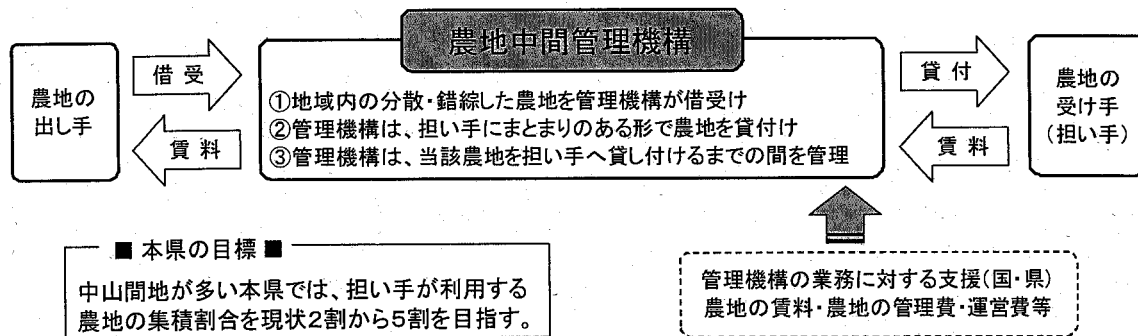 農地中間管理機構
農地の
出し手
借 受
賃 料
①地域内の分散・錯綜した農地を管理機構が借受け
②管理機構は、担い手にまとまりのある形で農地を貸付け
③管理機構は、当該農地を担い手へ貸し付けるまでの間を管理
貸 付
賃 料
農地の
受け手
(担い手)
■ 本県の目標 ■
中山間地が多い本県では、担い手が利用する
農地の集積割合を現状2割から5割を目指す。
管理機構の業務に対する支援(国・県)
農地の賃料・農地の管理費・運営費等